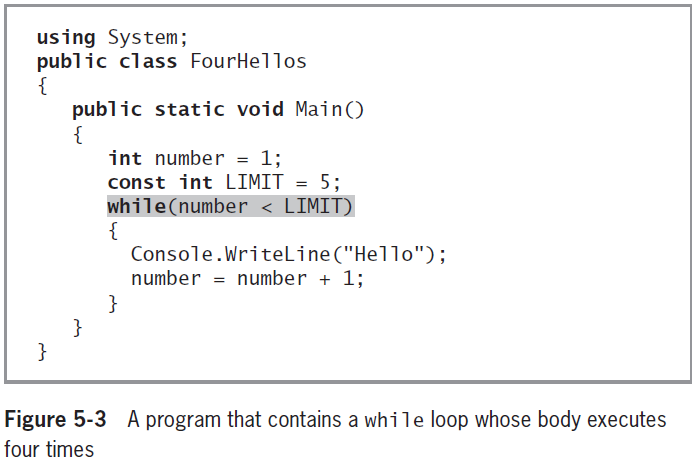 using System;
public class FourHellos
{
public static void Main()
{
int number = 1;
const int LIMIT = 5;
while(number < LIMIT)
{
Console.WriteLine("Hello");
number = number + 1;
}
}
}
Figure 5-3 A program that contains a while loop whose body executes
four times